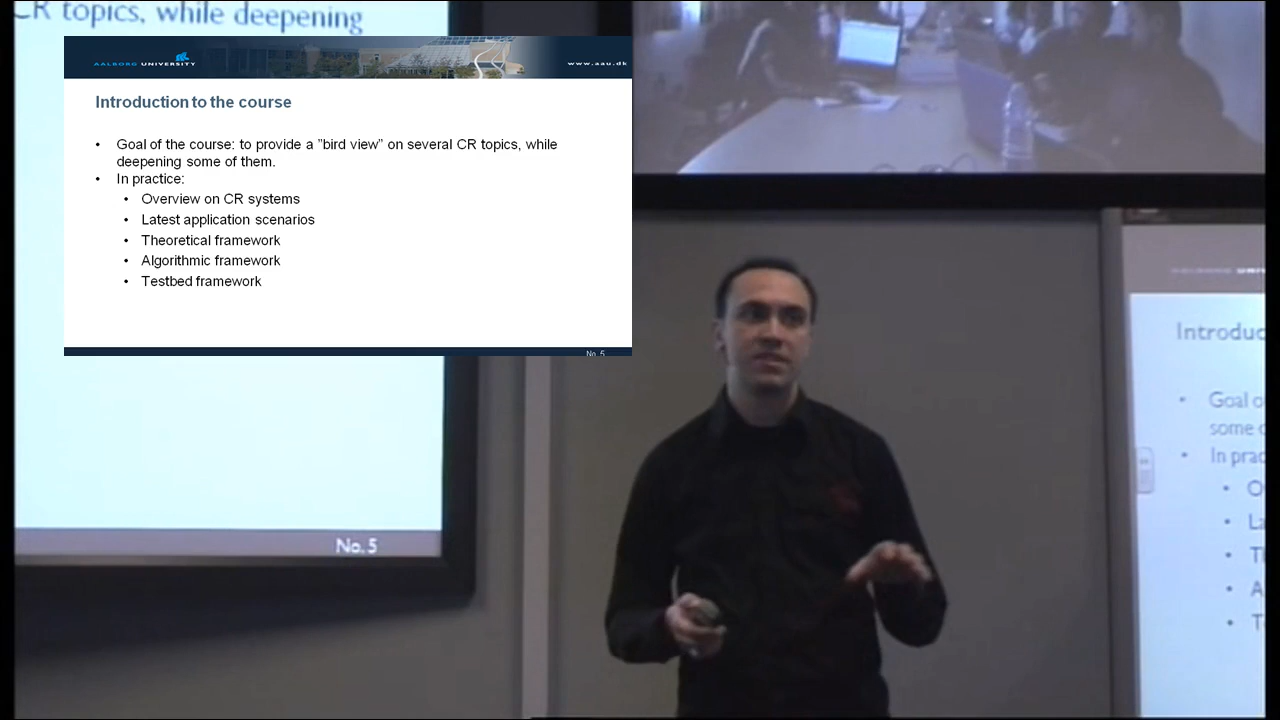 CR topics, while deepening
AALBORG UNIVERSITY
www.aau.dk
Introduction to the course
• Goal of the course: to provide a ”bird view” on several CR topics, while
deepening some of them.
• In practice:
• Overview on CR systems
• Latest application scenarios
• Theoretical framework
• Algorithmic framework
• Testbed framework
No. 5
No. 5
AALBORG
Introduc
• Goal o
some
• In prac
• O
• La
• T
• A
• T